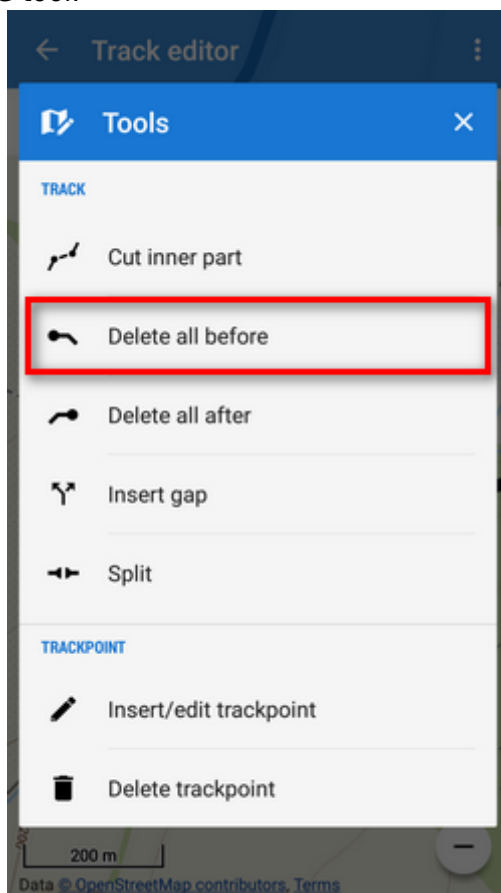 Track editor
Tools
TRACK
Cut inner part
Delete all before
Delete all after
Insert gap
Split
TRACKPOINT
Insert/edit trackpoint
Delete trackpoint
200 m
Data © OpenStreetMap contributors, Terms